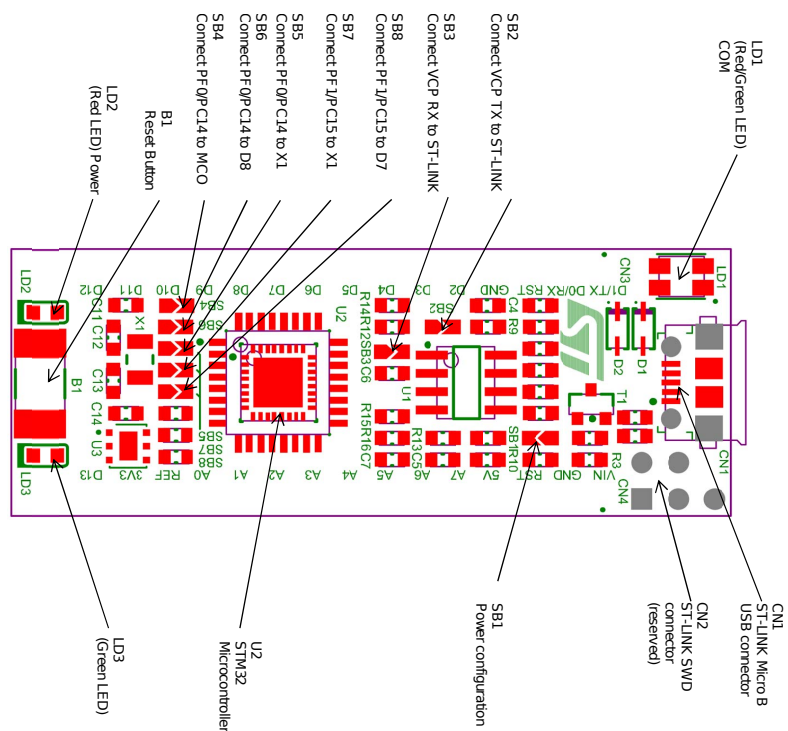 SB4
Connect PF0/PC14 to MCO
SB6
Connect PF0/PC14 to D8
SB5
Connect PF0/PC14 to X1
SB7
Connect PF1/PC15 to X1
SB8
Connect PF1/PC15 to D7
SB3
Connect VCP RX to ST-LINK
SB2
Connect VCP TX to ST-LINK
LD1
(Red/Green LED)
COM
LD2
(Red LED) Power
B1
Reset Button
LD2
D12
D11
D10
D9
D8
D7
D6
D5
D4
D3
D2
GND
RST
D0/RX
D1/TX
CN3
LD1
C11
C12
X1
SB4
SB6
U2
R14
R12
SB3
C6
SB2
C4
R9
D2
D1
C13
C14
U3
B1
U1
T1
SB5
SB7
SB8
R15
R16
C7
R13
C5
SB1
R10
R3
CN4
CN1
LD3
D13
3V3
REF
A0
A1
A2
A3
A4
A5
A6
A7
5V
RST
GND
VIN
LD3
(Green LED)
U2
STM32
Microcontroller
SB1
Power configuration
CN2
ST-LINK SWD
connector
(reserved)
CN1
ST-LINK Micro B
USB connector